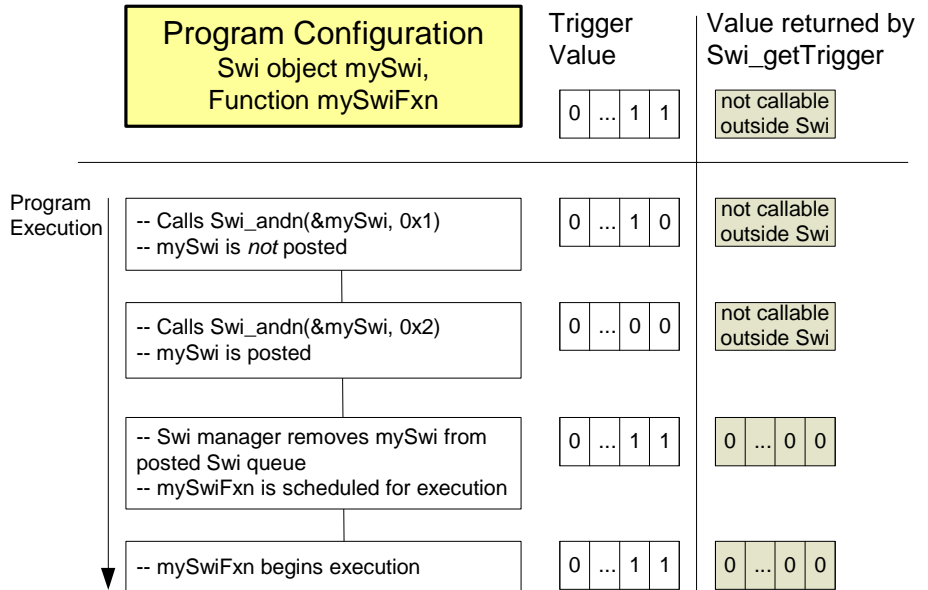 Program Configuration
Swi object mySwi,
Function mySwiFxn
Trigger
Value
Value returned by
Swi_getTrigger
0 ... 1 1
not callable
outside Swi
Program
Execution
-- Calls Swi_andn(&mySwi, 0x1)
-- mySwi is not posted
0 ... 1 0
not callable
outside Swi
-- Calls Swi_andn(&mySwi, 0x2)
-- mySwi is posted
0 ... 0 0
not callable
outside Swi
-- Swi manager removes mySwi from
posted Swi queue
-- mySwiFxn is scheduled for execution
0 ... 1 1
0 ... 0 0
-- mySwiFxn begins execution
0 ... 1 1
0 ... 0 0